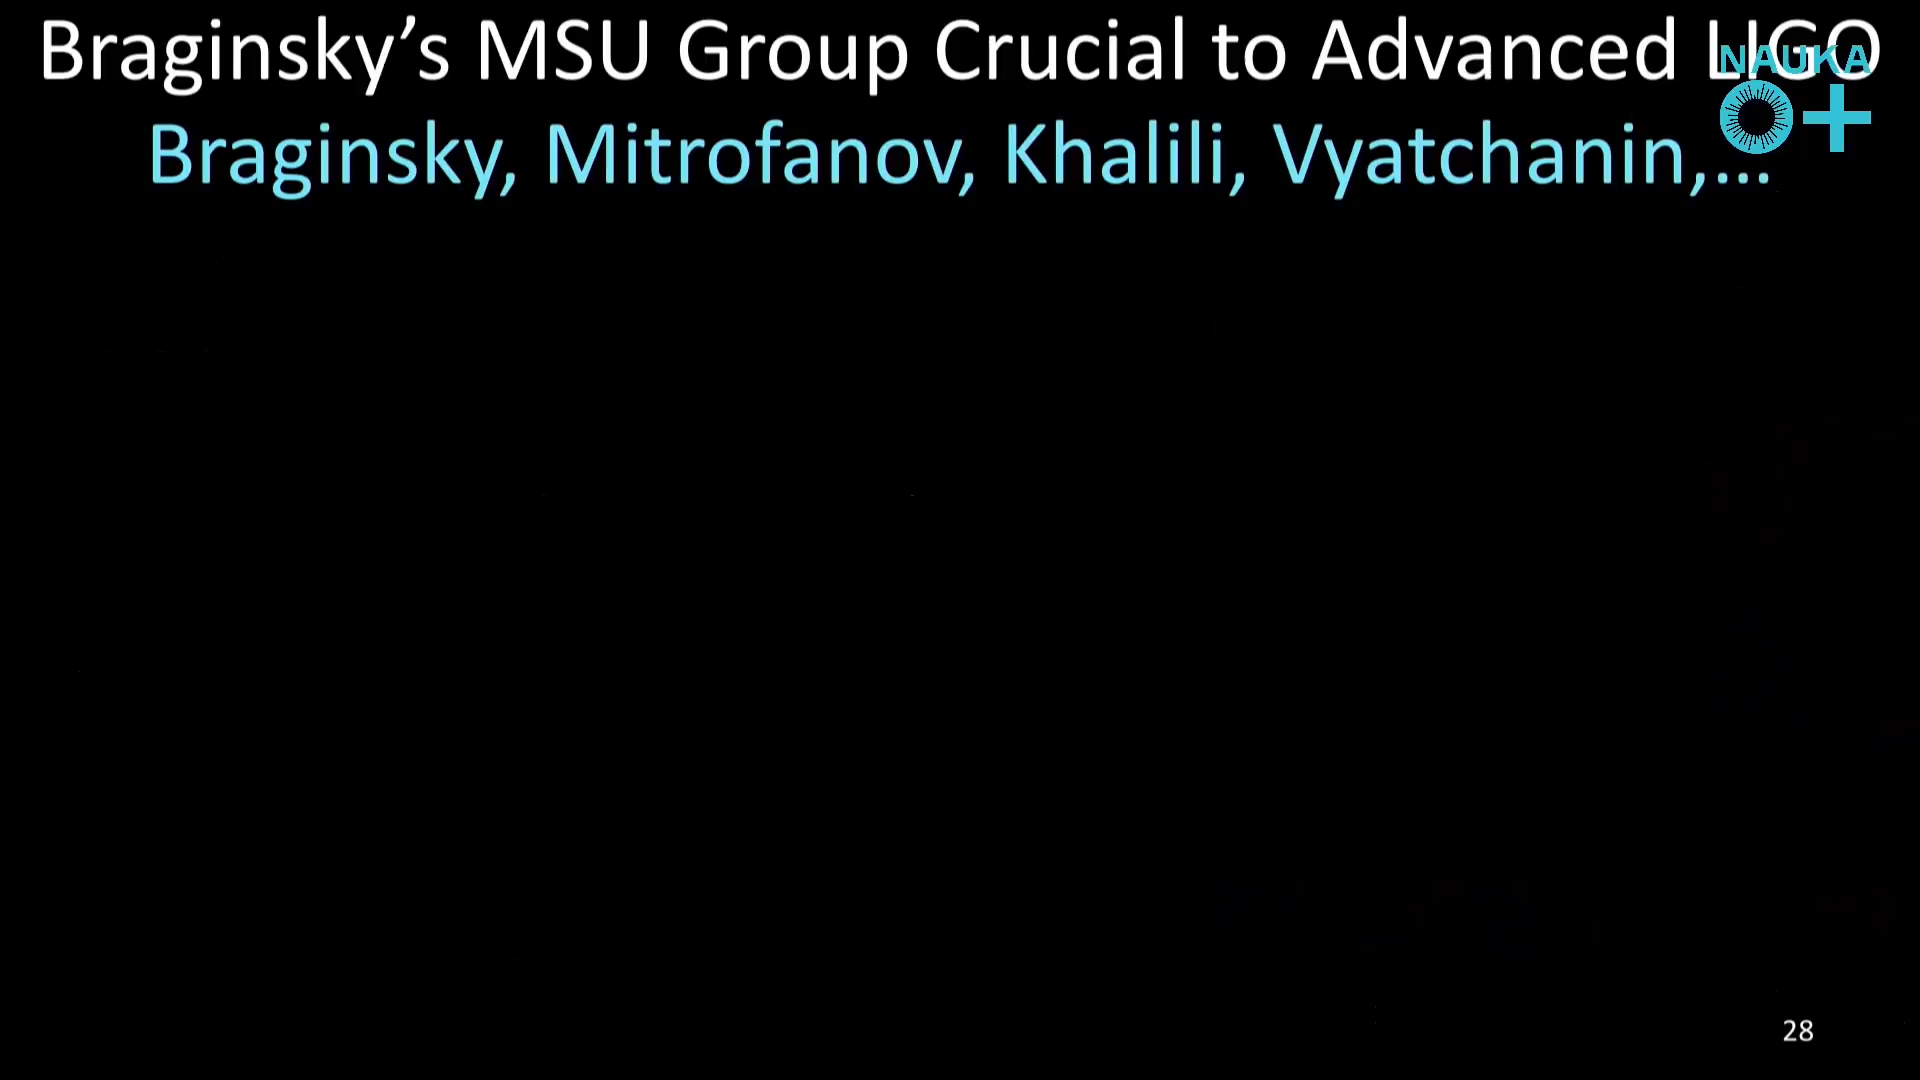 Braginsky’s MSU Group Crucial to Advanced LIGO
NAUKA
Braginsky, Mitrofanov, Khalili, Vyatchanin,...
28